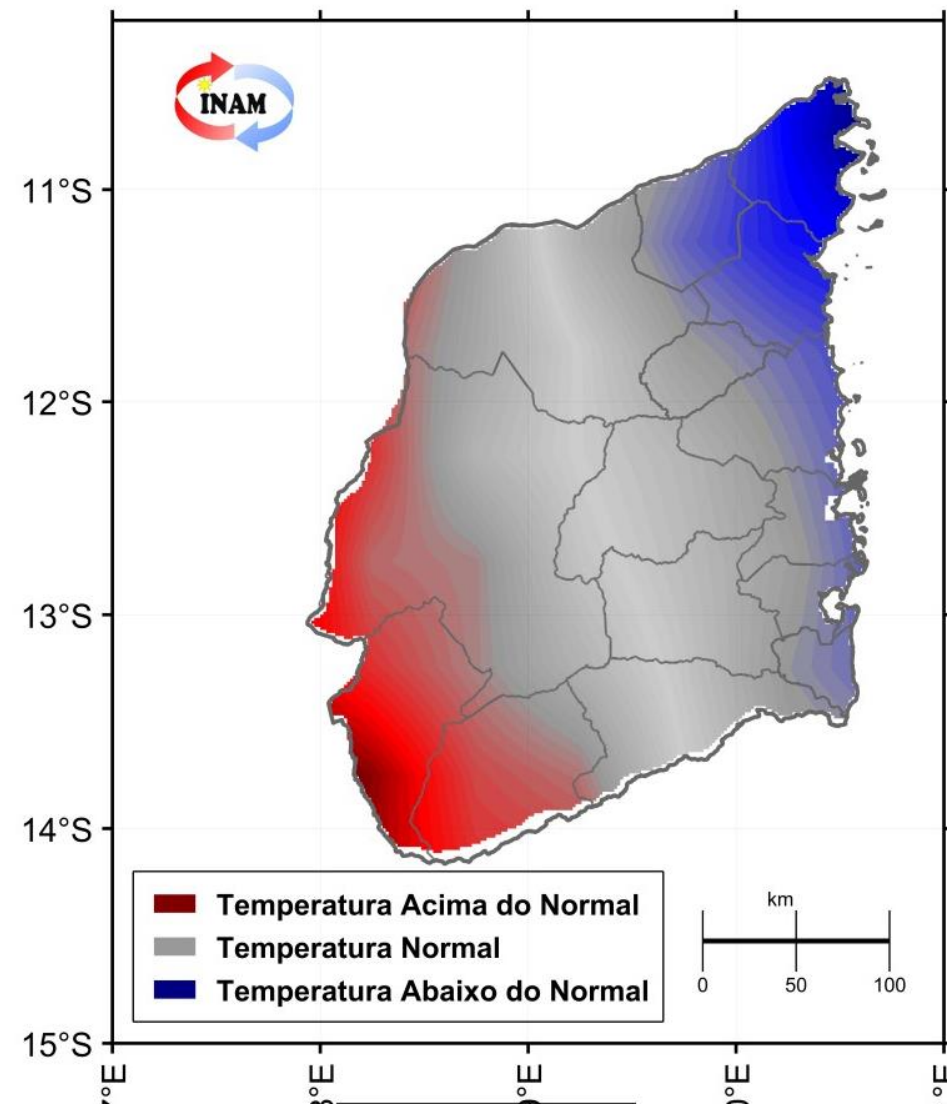 INAM
11°S
12°S
13°S
14°S
Temperatura Acima do Normal
Temperatura Normal
Temperatura Abaixo do Normal
km
0 50 100
15°S